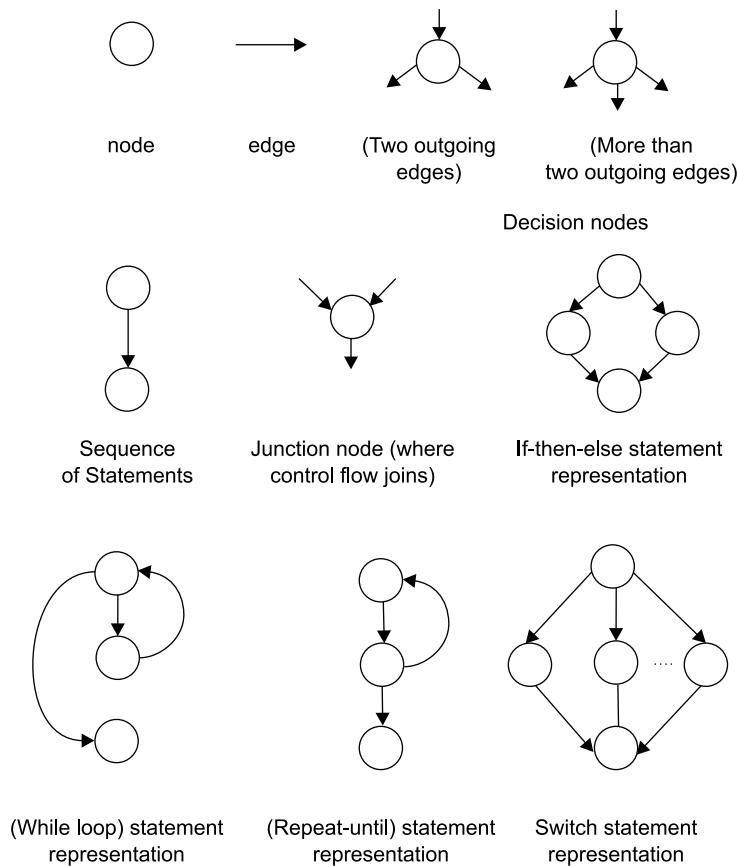 node
edge
(Two outgoing
edges)
(More than
two outgoing edges)
Decision nodes
Sequence
of Statements
Junction node (where
control flow joins)
If-then-else statement
representation
....
(While loop) statement
representation
(Repeat-until) statement
representation
Switch statement
representation